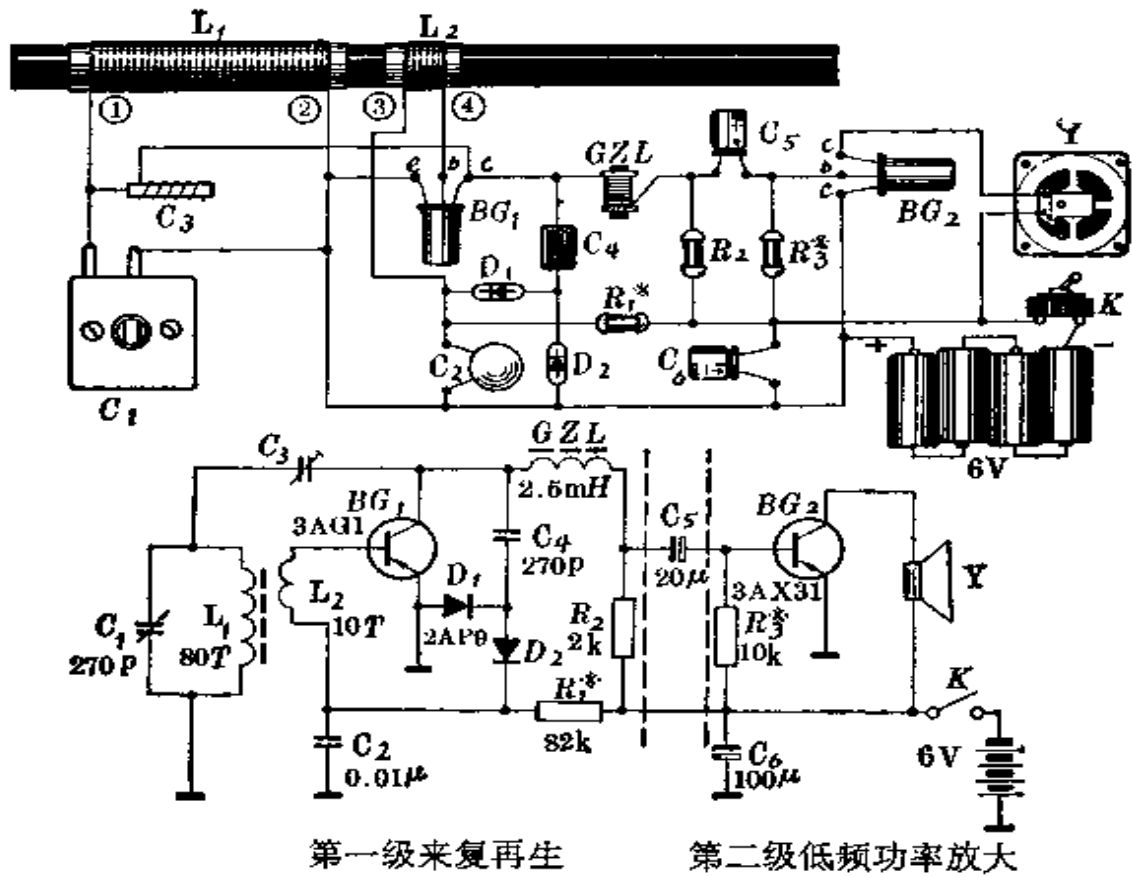 L₁ L₂
① ② ③ ④
C₅ Y
GZL
e b c
c b c
C₃ BG₁ C₄ R₂ R₃* BG₂
D₁ R₁* K
C₂ D₂ C₆ + −
C₁
6V
C₃ GZL
2.5mH
BG₁ C₅ BG₂
3AG1 C₄ 20μ
270P 3AX31 Y
L₂ D₁
C₁ L₁ 10T 2AP9 R₂ R₃*
270P 80T D₂ 2k 10k
R₁* K
82k
C₂ C₆ 6V
0.01μ 100μ
第一级来复再生 第二级低频功率放大